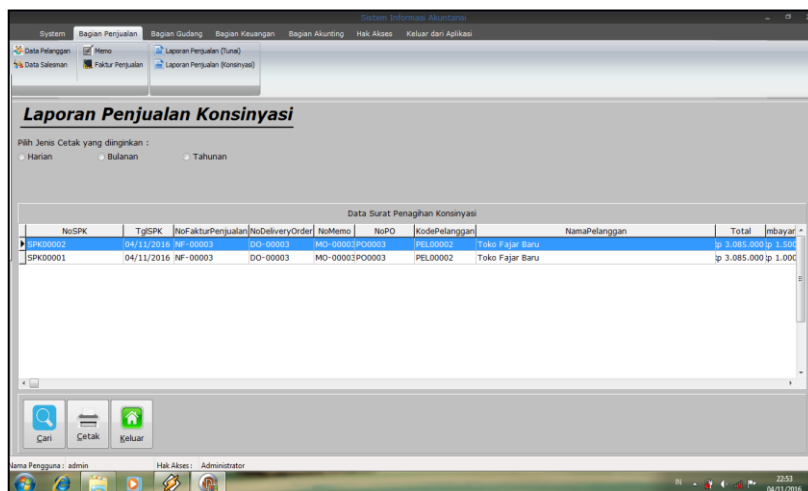 Sistem Informasi Akuntansi
System Bagian Penjualan Bagian Gudang Bagian Keuangan Bagian Akunting Hak Akses Keluar dari Aplikasi
Data Pelanggan Memo Laporan Penjualan (Tunai)
Data Salesman Faktur Penjualan Laporan Penjualan (Konsinyasi)
Laporan Penjualan Konsinyasi
Pilih Jenis Cetak yang diinginkan :
Harian Bulanan Tahunan
Data Surat Penagihan Konsinyasi
NoSPK TglSPK NoFakturPenjualan NoDeliveryOrder NoMemo NoPO KodePelanggan NamaPelanggan Total mbayar
SPK00002 04/11/2016 NF-00003 DO-00003 MO-00003 PO0003 PEL00002 Toko Fajar Baru p 3.085.000 p 1.500
SPK00001 04/11/2016 NF-00003 DO-00003 MO-00003 PO0003 PEL00002 Toko Fajar Baru p 3.085.000 p 1.000
Cari Cetak Keluar
Nama Pengguna : admin Hak Akses : Administrator
IN 22:53
04/11/2016